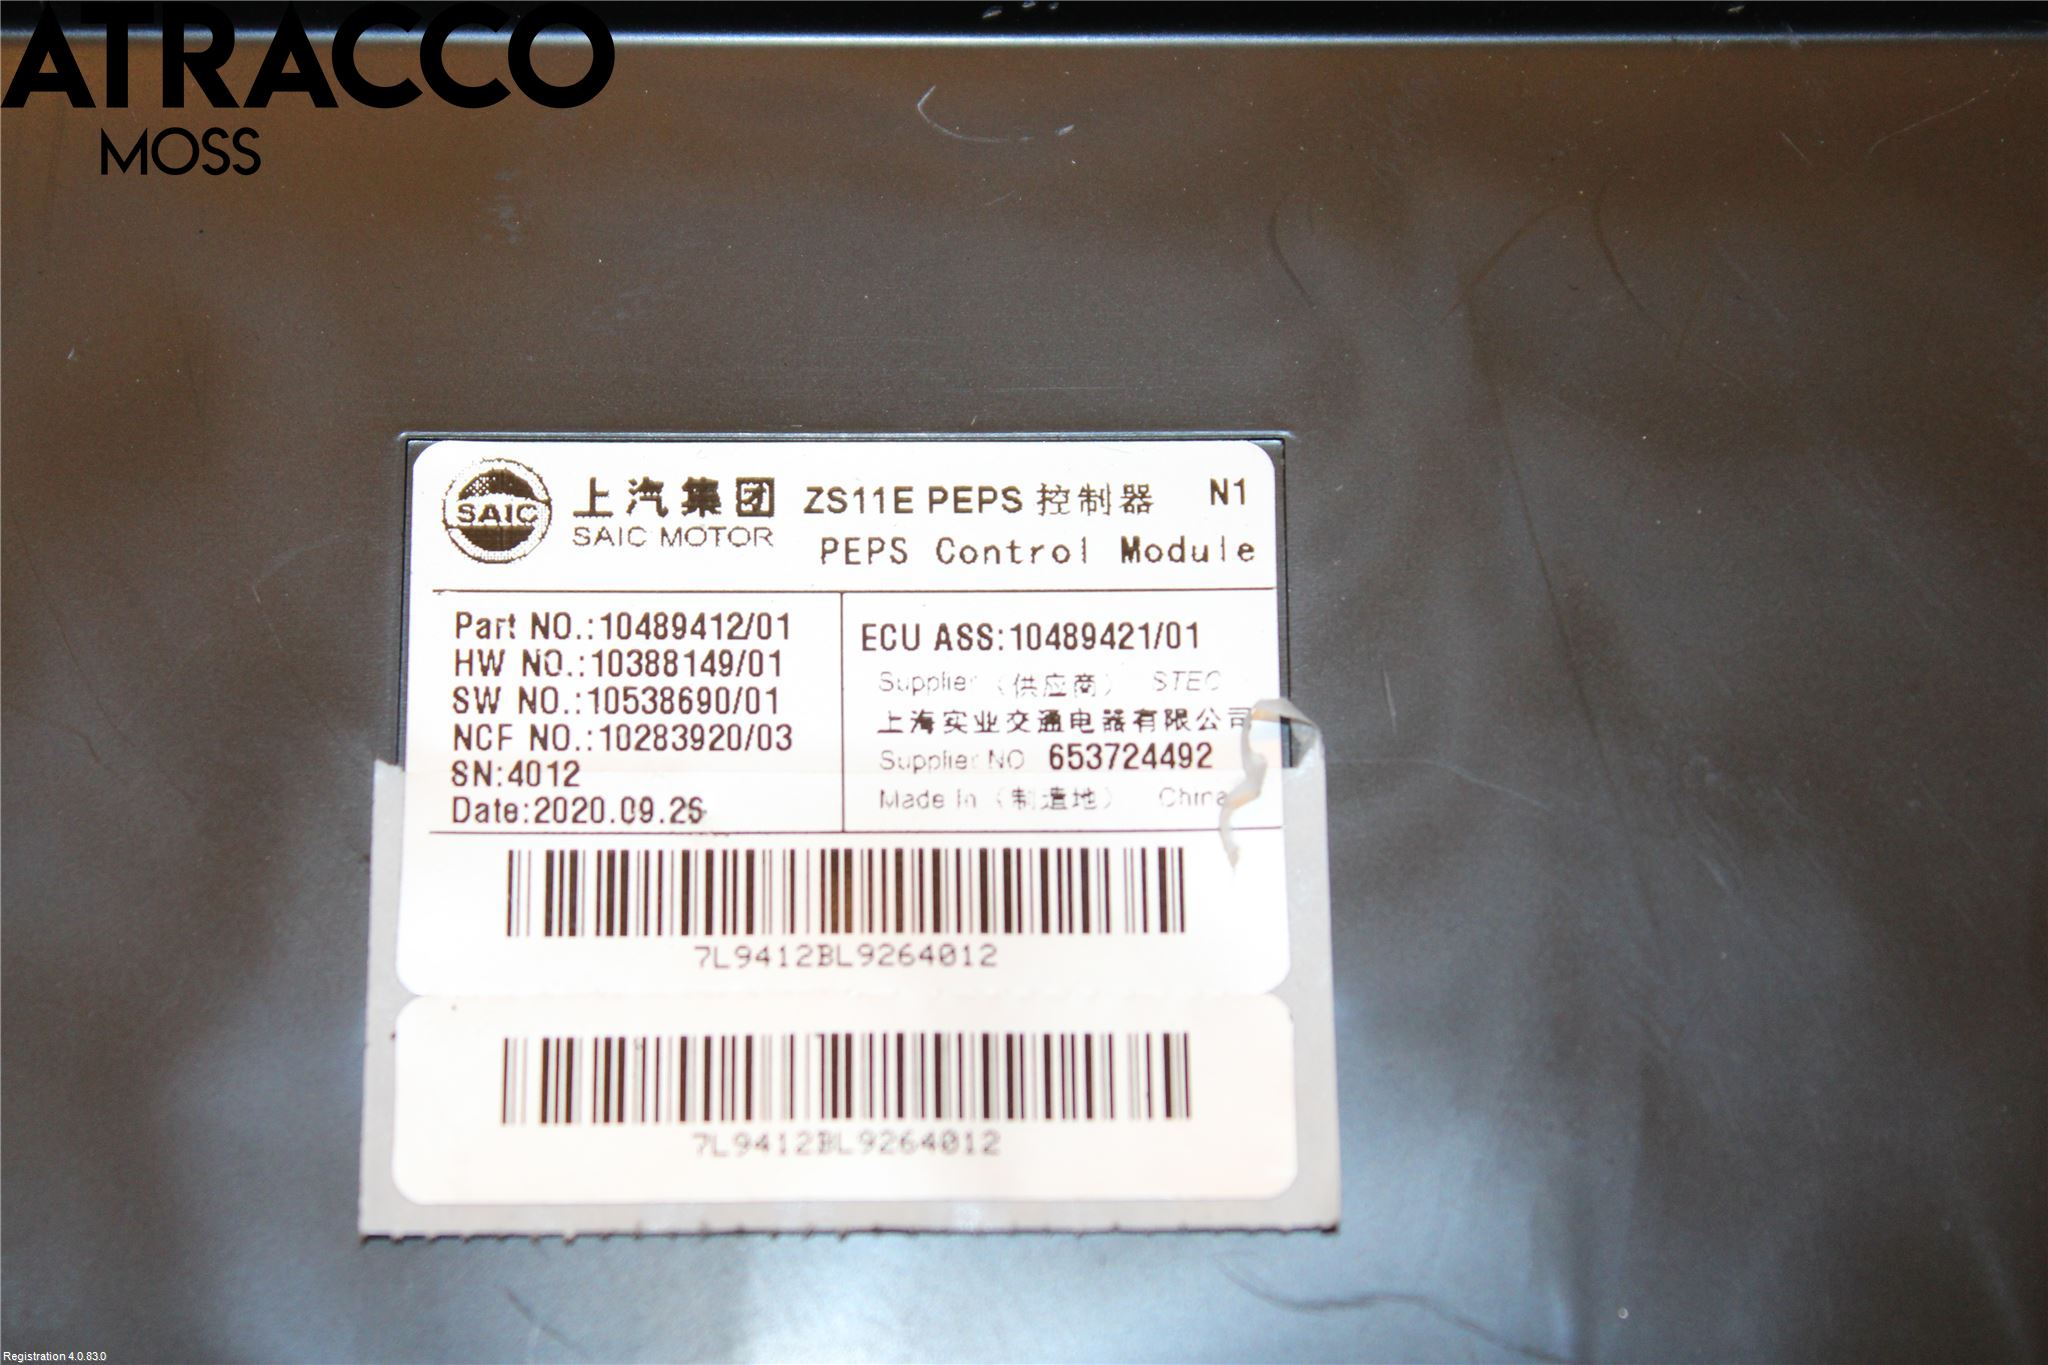 ATRACCO
MOSS
SAIC
上汽集团
SAIC MOTOR
ZS11E PEPS 控制器 N1
PEPS Control Module
Part NO.:10489412/01
HW NO.:10388149/01
SW NO.:10538690/01
NCF NO.:10283920/03
SN:4012
Date:2020.09.26
ECU ASS:10489421/01
Supplier（供应商） STEC
上海实业交通电器有限公司
Supplier NO 653724492
Made In（制造地） China
7L9412BL9264012
7L9412BL9264012
Registration 4.0.83.0